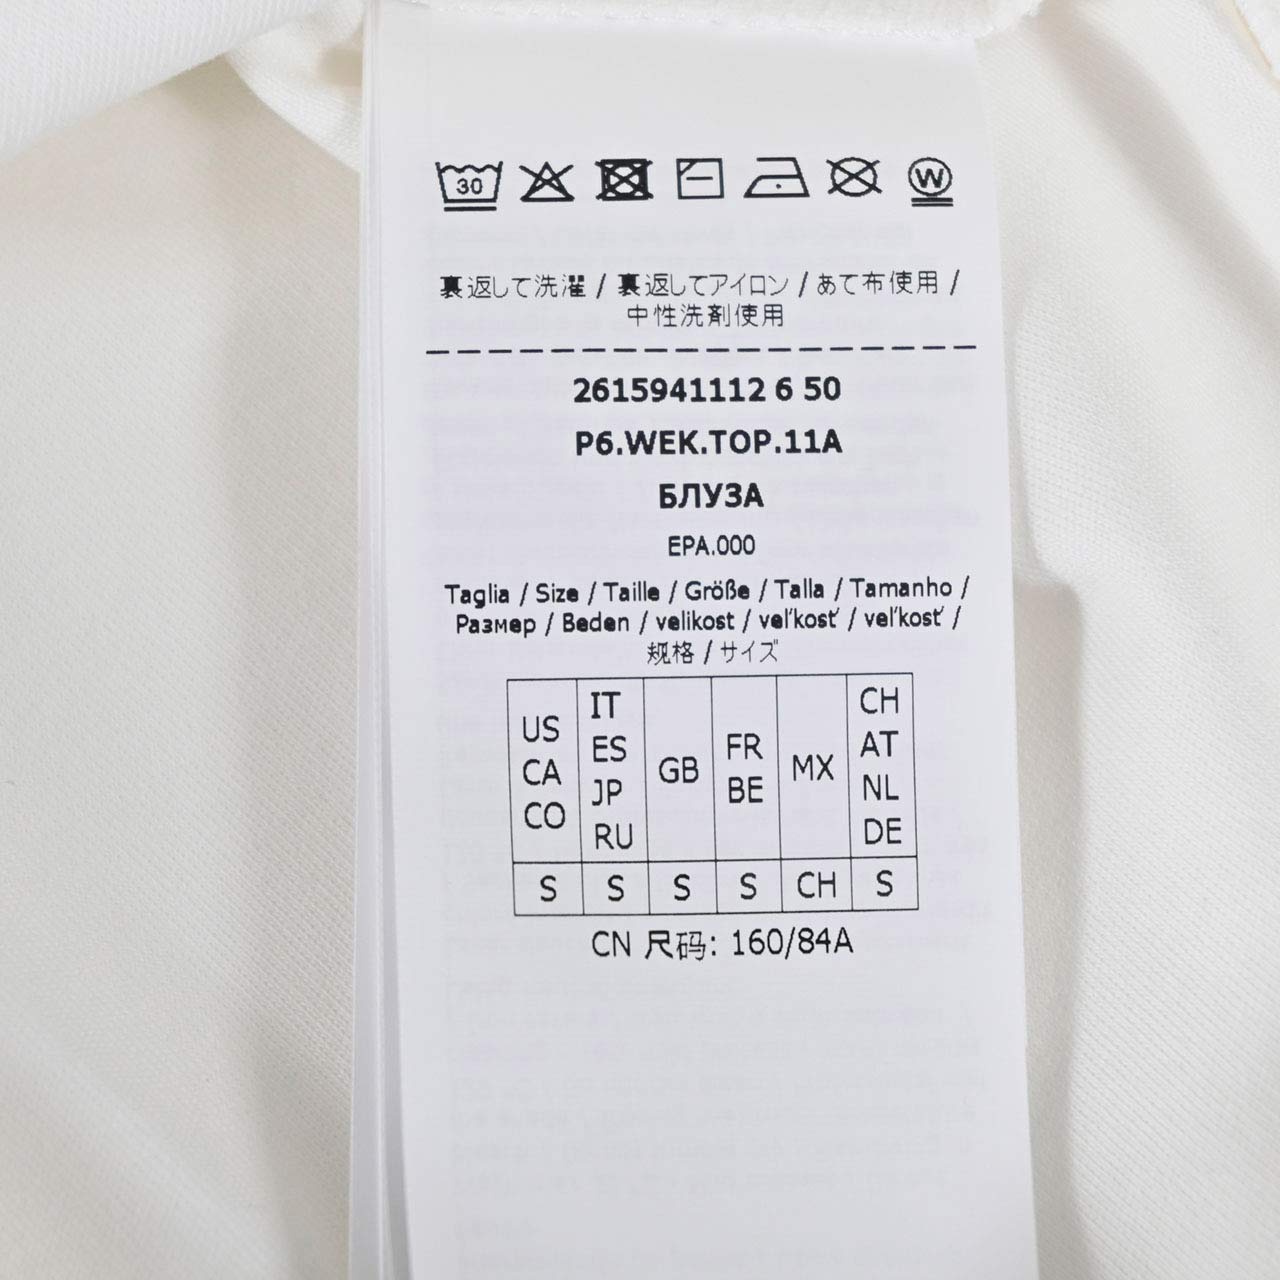 30
W
裏返して洗濯 / 裏返してアイロン / あて布使用 /
中性洗剤使用
2615941112 6 50
P6.WEK.TOP.11A
БЛУЗА
EPA.000
Taglia / Size / Taille / Größe / Talla / Tamanho /
Размер / Beden / velikost / veľkosť / veľkosť /
规格 / サイズ
US CA CO
IT ES JP RU
GB
FR BE
MX
CH AT NL DE
S S S S CH S
CN 尺码: 160/84A